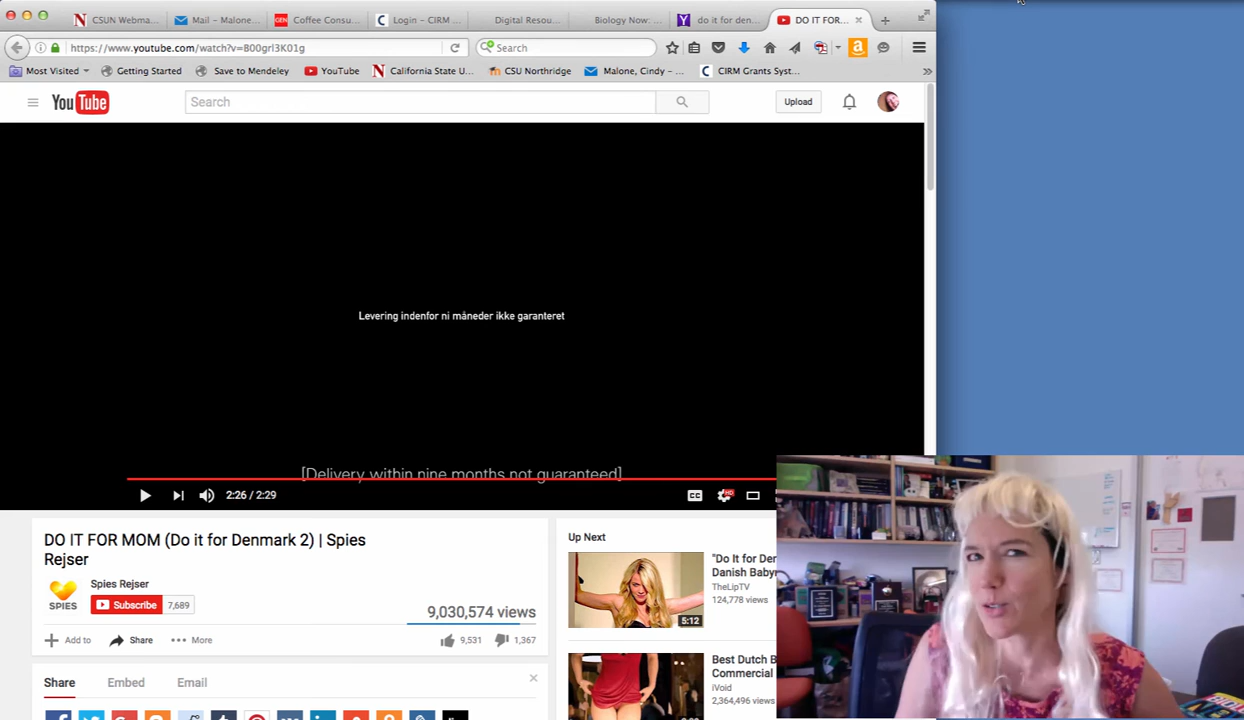 CSUN Webma...
Mail – Malone...
GEN Coffee Consu...
Login – CIRM ...
Digital Resou...
Biology Now: ...
do it for den...
DO IT FOR...
https://www.youtube.com/watch?v=B00grI3K01g
Search
Most Visited
Getting Started
Save to Mendeley
YouTube
California State U...
CSU Northridge
Malone, Cindy – ...
CIRM Grants Syst...
YouTube
Search
Upload
Levering indenfor ni måneder ikke garanteret
[Delivery within nine months not guaranteed]
2:26 / 2:29
CC
HD
DO IT FOR MOM (Do it for Denmark 2) | Spies
Rejser
SPIES
Spies Rejser
Subscribe 7,689
9,030,574 views
Add to
Share
More
9,531
1,367
Share
Embed
Email
Up Next
"Do It for Der
Danish Baby
TheLipTV
124,778 views
5:12
Best Dutch B
Commercial
iVoid
2,364,496 views